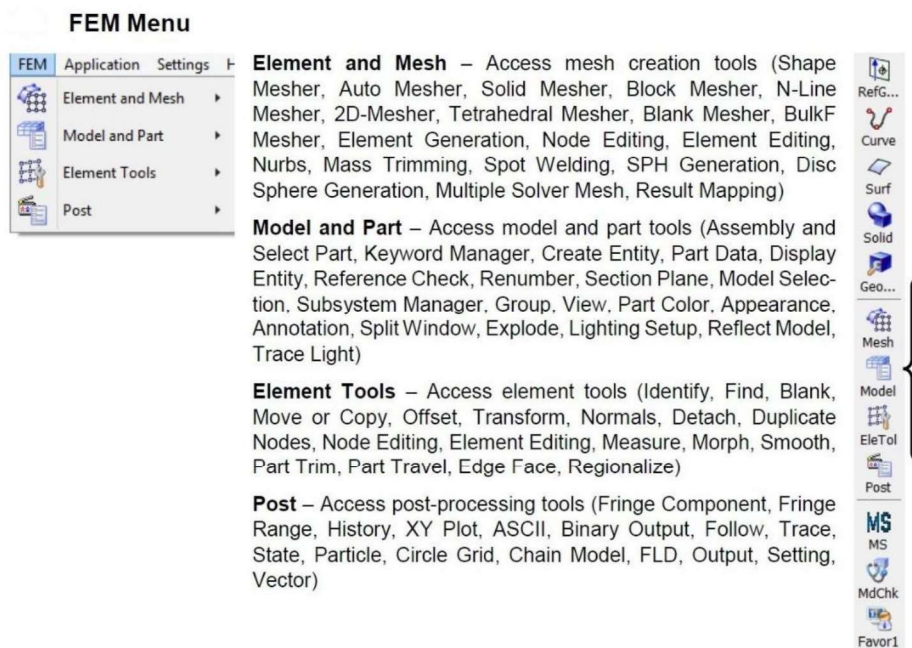 FEM Menu
FEM Application Settings H
Element and Mesh
Model and Part
Element Tools
Post
Element and Mesh – Access mesh creation tools (Shape
Mesher, Auto Mesher, Solid Mesher, Block Mesher, N-Line
Mesher, 2D-Mesher, Tetrahedral Mesher, Blank Mesher, BulkF
Mesher, Element Generation, Node Editing, Element Editing,
Nurbs, Mass Trimming, Spot Welding, SPH Generation, Disc
Sphere Generation, Multiple Solver Mesh, Result Mapping)
Model and Part – Access model and part tools (Assembly and
Select Part, Keyword Manager, Create Entity, Part Data, Display
Entity, Reference Check, Renumber, Section Plane, Model Selec-
tion, Subsystem Manager, Group, View, Part Color, Appearance,
Annotation, Split Window, Explode, Lighting Setup, Reflect Model,
Trace Light)
Element Tools – Access element tools (Identify, Find, Blank,
Move or Copy, Offset, Transform, Normals, Detach, Duplicate
Nodes, Node Editing, Element Editing, Measure, Morph, Smooth,
Part Trim, Part Travel, Edge Face, Regionalize)
Post – Access post-processing tools (Fringe Component, Fringe
Range, History, XY Plot, ASCII, Binary Output, Follow, Trace,
State, Particle, Circle Grid, Chain Model, FLD, Output, Setting,
Vector)
RefG...
Curve
Surf
Solid
Geo...
Mesh
Model
EleTol
Post
MS
MS
MdChk
Favor1